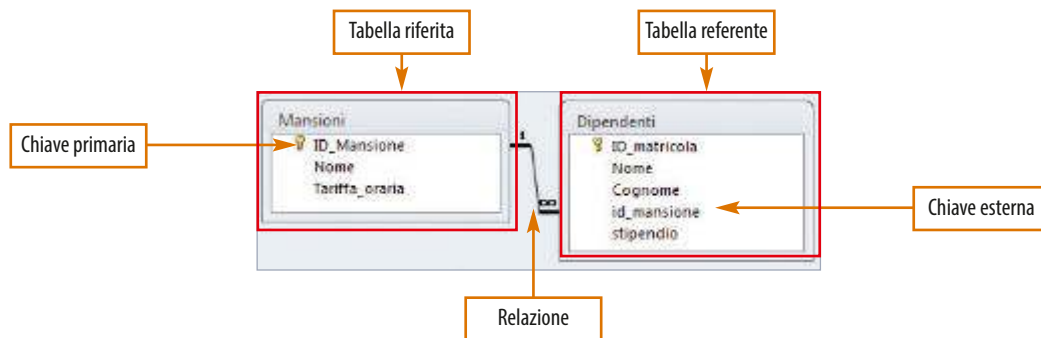 Tabella riferita
Tabella referente
Mansioni
Dipendenti
Chiave primaria
ID_Mansione
Nome
Tariffa_oraria
1
∞
ID_matricola
Nome
Cognome
id_mansione
stipendio
Chiave esterna
Relazione